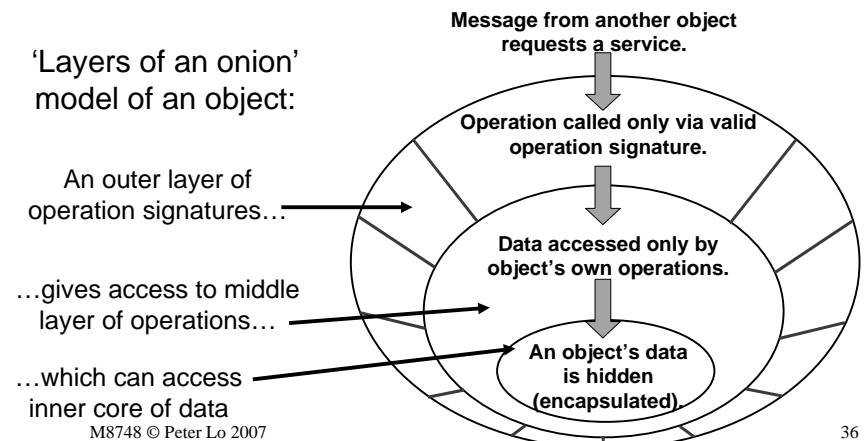 Message from another object
requests a service.
‘Layers of an onion’
model of an object:
Operation called only via valid
operation signature.
An outer layer of
operation signatures…
Data accessed only by
object’s own operations.
…gives access to middle
layer of operations…
An object’s data
is hidden
(encapsulated).
…which can access
inner core of data
M8748 © Peter Lo 2007
36